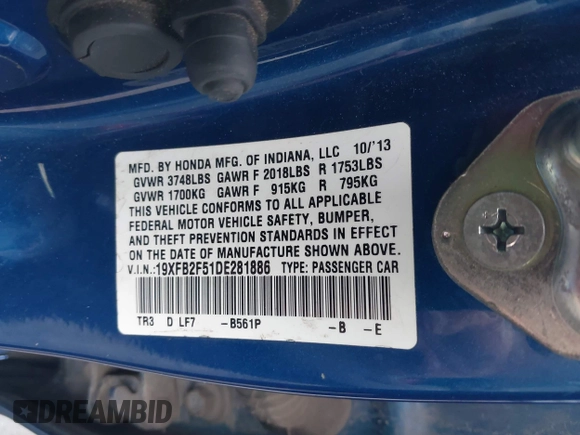 MFD. BY HONDA MFG. OF INDIANA, LLC 10/'13
GVWR 3748LBS GAWR F 2018LBS R 1753LBS
GVWR 1700KG GAWR F 915KG R 795KG
THIS VEHICLE CONFORMS TO ALL APPLICABLE
FEDERAL MOTOR VEHICLE SAFETY, BUMPER,
AND THEFT PREVENTION STANDARDS IN EFFECT
ON THE DATE OF MANUFACTURE SHOWN ABOVE.
V.I.N.:19XFB2F51DE281886 TYPE: PASSENGER CAR
TR3 D LF7 -B561P -B -E
DREAMBID